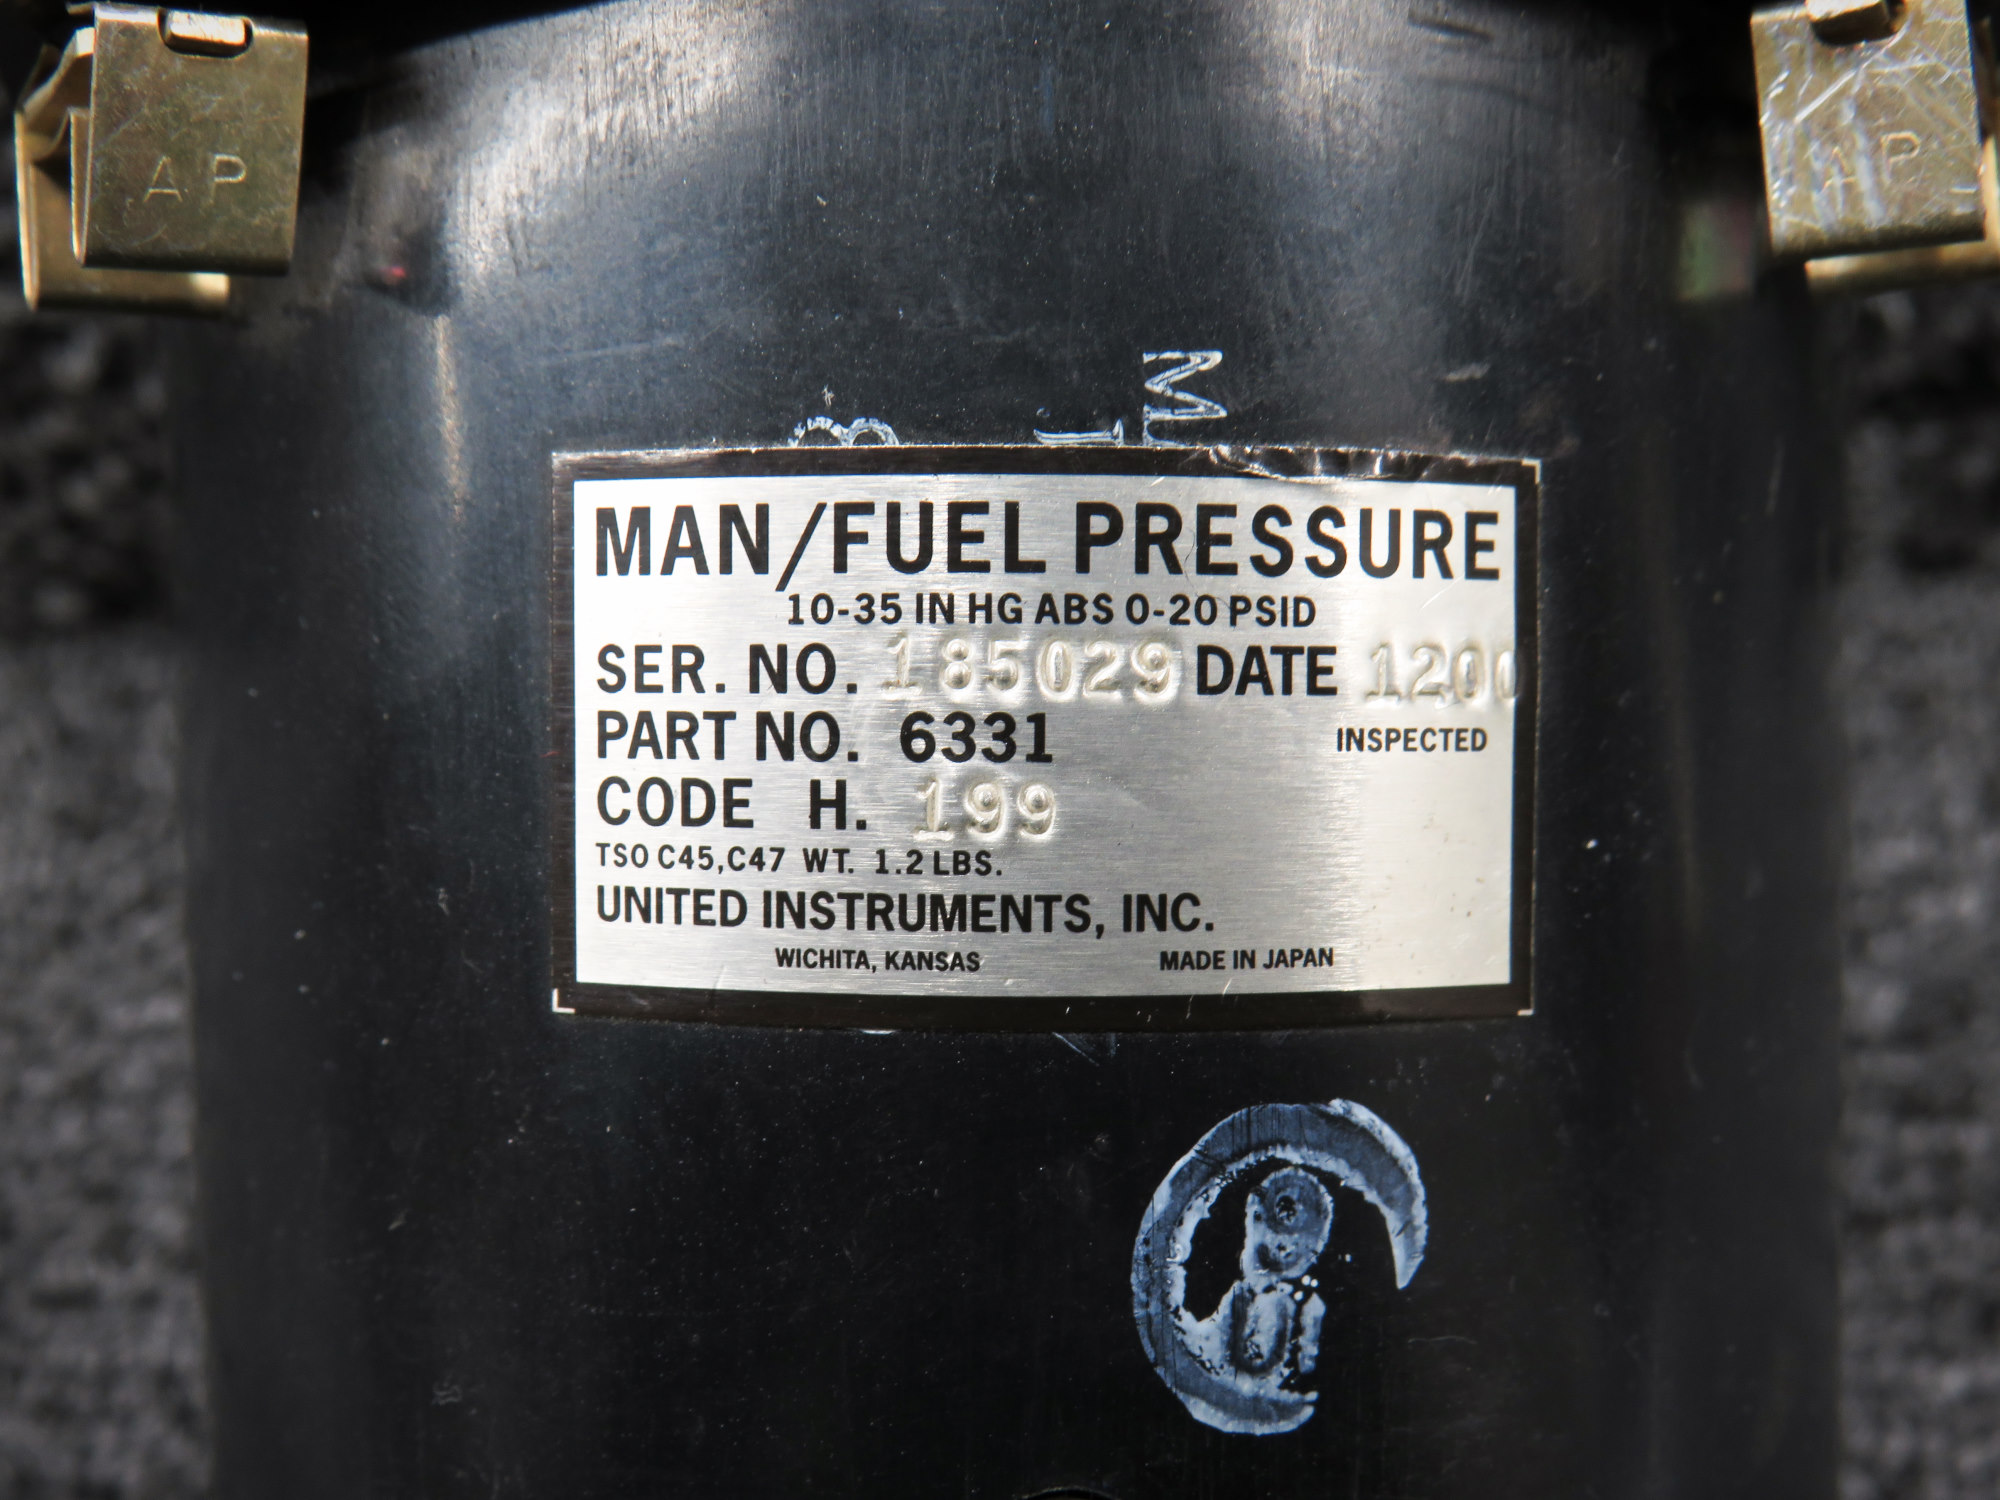 AP
AP
MAN/FUEL PRESSURE
10-35 IN HG ABS 0-20 PSID
SER. NO. 185029 DATE 1200
PART NO. 6331
INSPECTED
CODE H. 199
TSO C45,C47 WT. 1.2 LBS.
UNITED INSTRUMENTS, INC.
WICHITA, KANSAS MADE IN JAPAN